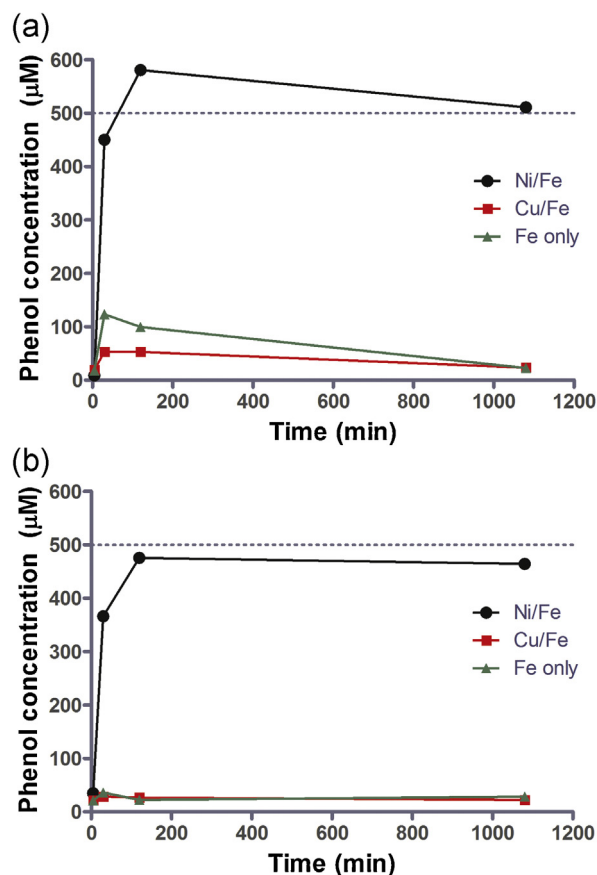 (a)
Phenol concentration (μM)
600
500
400
300
200
100
0
Ni/Fe
Cu/Fe
Fe only
0 200 400 600 800 1000 1200
Time (min)
(b)
Phenol concentration (μM)
600
500
400
300
200
100
0
Ni/Fe
Cu/Fe
Fe only
0 200 400 600 800 1000 1200
Time (min)